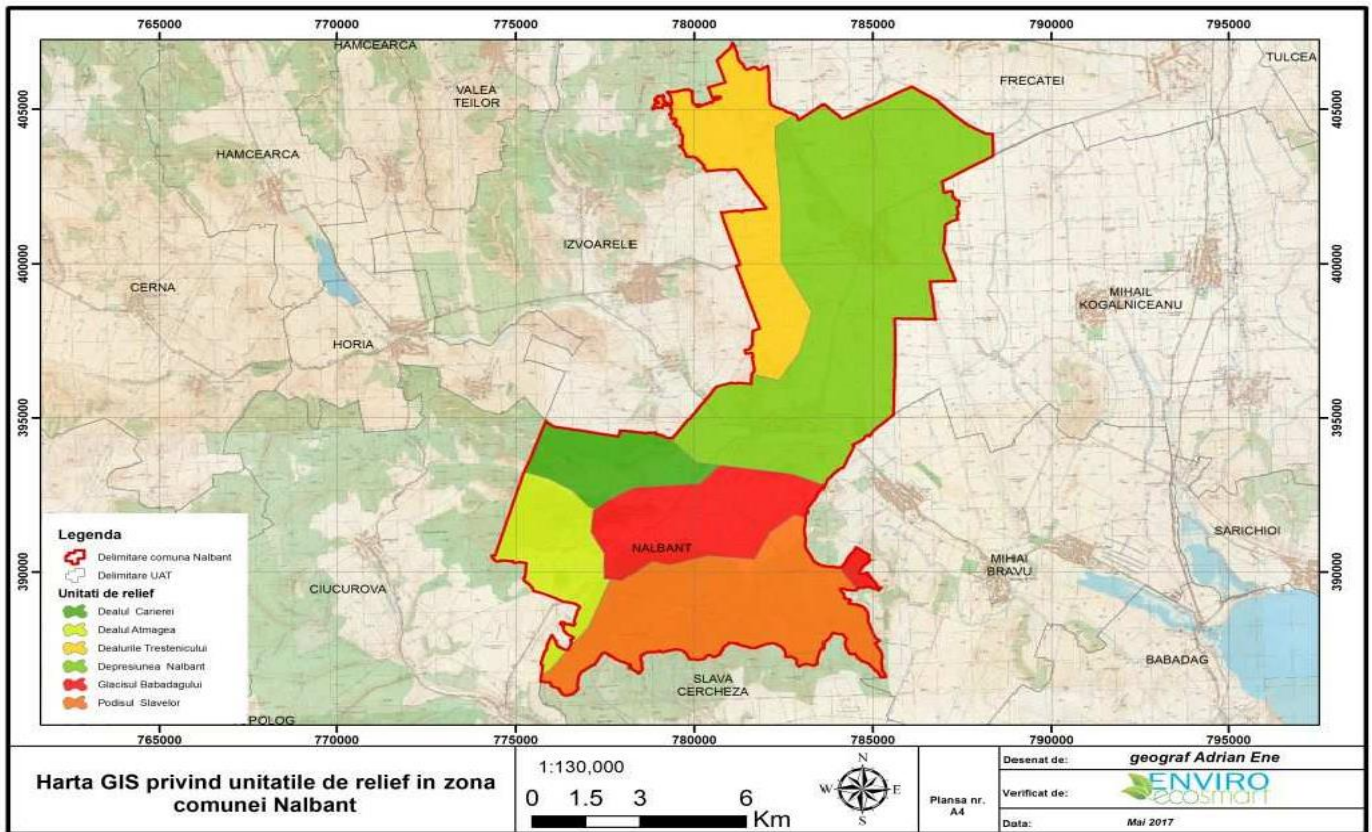 765000 770000 775000 780000 785000 790000 795000
HAMCEARCA
TULCEA
VALEA
TEILOR
FRECATEI
405000 405000
HAMCEARCA
IZVOARELE
400000 400000
CERNA
MIHAIL
KOGALNICEANU
HORIA
395000 395000
SARICHIOI
NALBANT
MIHAI
BRAVU
390000 390000
CIUCUROVA
BABADAG
SLAVA
CERCHEZA
POLOG
Legenda
Delimitare comuna Nalbant
Delimitare UAT
Unitati de relief
Dealul Carierei
Dealul Atmagea
Dealurile Trestenicului
Depresiunea Nalbant
Glacisul Babadagului
Podisul Slavelor
765000 770000 775000 780000 785000 790000 795000
Harta GIS privind unitatile de relief in zona
comunei Nalbant
1:130,000
0 1.5 3 6
Km
N
W E
S
Plansa nr.
A4
Desenat de: geograf Adrian Ene
Verificat de: ENVIRO
ecosmart
Data: Mai 2017